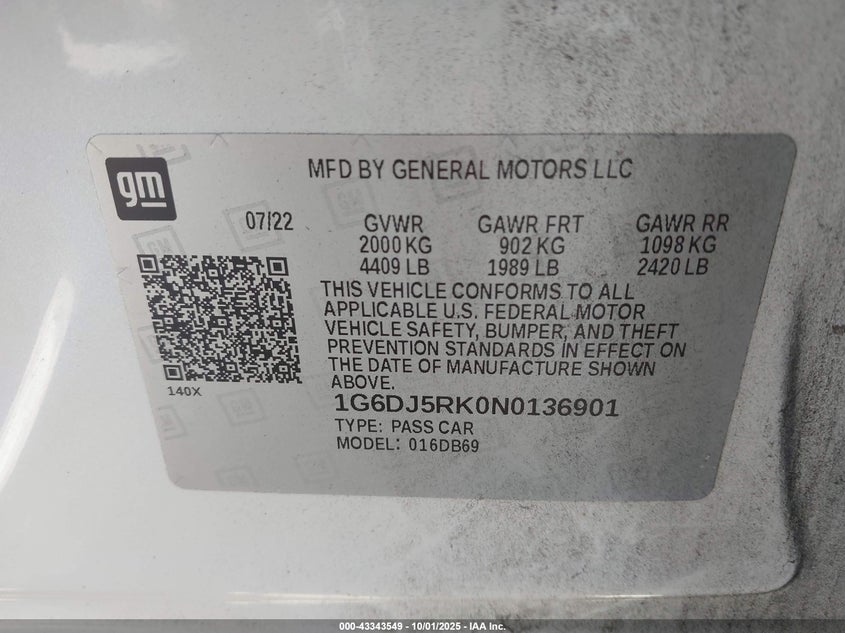 gm
MFD BY GENERAL MOTORS LLC
07/22 GVWR GAWR FRT GAWR RR
2000 KG 902 KG 1098 KG
4409 LB 1989 LB 2420 LB
THIS VEHICLE CONFORMS TO ALL
APPLICABLE U.S. FEDERAL MOTOR
VEHICLE SAFETY, BUMPER, AND THEFT
PREVENTION STANDARDS IN EFFECT ON
THE DATE OF MANUFACTURE SHOWN
ABOVE.
140X
1G6DJ5RK0N0136901
TYPE: PASS CAR
MODEL: 016DB69
000-43343549 - 10/01/2025 - IAA Inc.